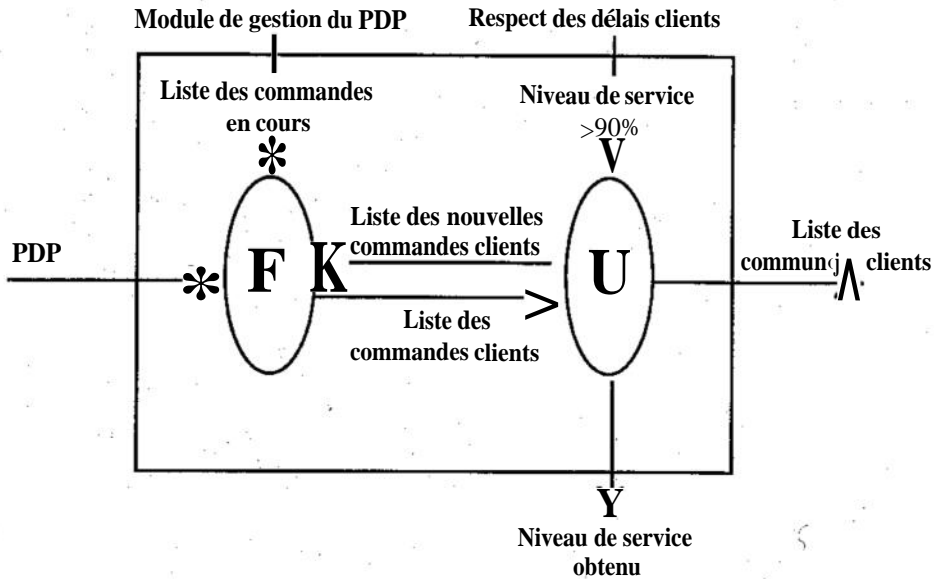 Module de gestion du PDP
Respect des délais clients
Liste des commandes
en cours
*
Niveau de service
>90%
V
PDP
*
F
K
Liste des nouvelles
commandes clients
>
Liste des
commandes clients
U
Liste des
clients
Y
Niveau de service
obtenu